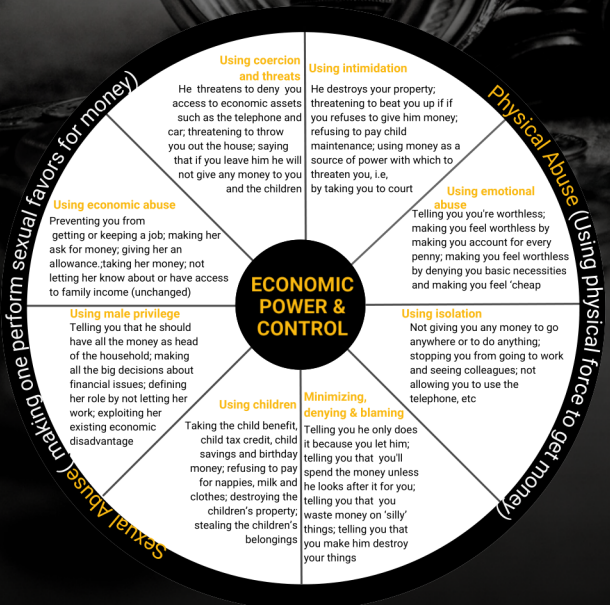 Using coercion
and threats
He threatens to deny you
access to economic assets
such as the telephone and
car; threatening to throw
you out the house; saying
that if you leave him he will
not give any money to you
and the children
Using intimidation
He destroys your property;
threatening to beat you up if if
you refuses to give him money;
refusing to pay child
maintenance; using money as a
source of power with which to
threaten you, i.e,
by taking you to court
Using emotional
abuse
Telling you you're worthless;
making you feel worthless by
making you account for every
penny; making you feel worthless
by denying you basic necessities
and making you feel 'cheap
Using isolation
Not giving you any money to go
anywhere or to do anything;
stopping you from going to work
and seeing colleagues; not
allowing you to use the
telephone, etc
Minimizing,
denying & blaming
Telling you he only does
it because you let him;
telling you that you'll
spend the money unless
he looks after it for you;
telling you that you
waste money on 'silly'
things; telling you that
you make him destroy
your things
Using children
Taking the child benefit,
child tax credit, child
savings and birthday
money; refusing to pay
for nappies, milk and
clothes; destroying the
children's property;
stealing the children's
belongings
Using male privilege
Telling you that he should
have all the money as head
of the household; making
all the big decisions about
financial issues; defining
her role by not letting her
work; exploiting her
existing economic
disadvantage
Using economic abuse
Preventing you from
getting or keeping a job; making her
ask for money; giving her an
allowance.;taking her money; not
letting her know about or have access
to family income (unchanged)
ECONOMIC
POWER &
CONTROL
Physical Abuse (Using physical force to get money)
Sexual Abuse( making one perform sexual favors for money)